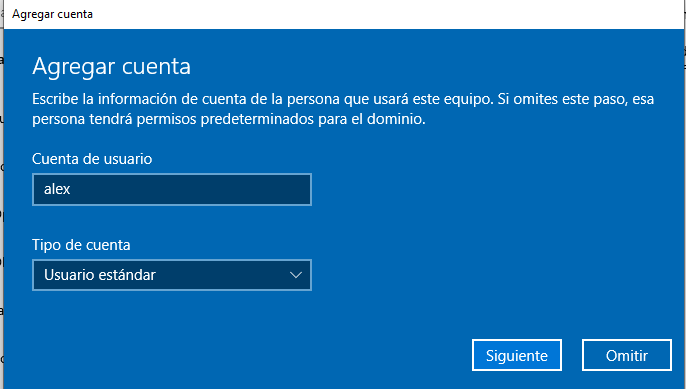 Agregar cuenta
Agregar cuenta
Escribe la información de cuenta de la persona que usará este equipo. Si omites este paso, esa
persona tendrá permisos predeterminados para el dominio.
Cuenta de usuario
alex
Tipo de cuenta
Usuario estándar
Siguiente
Omitir